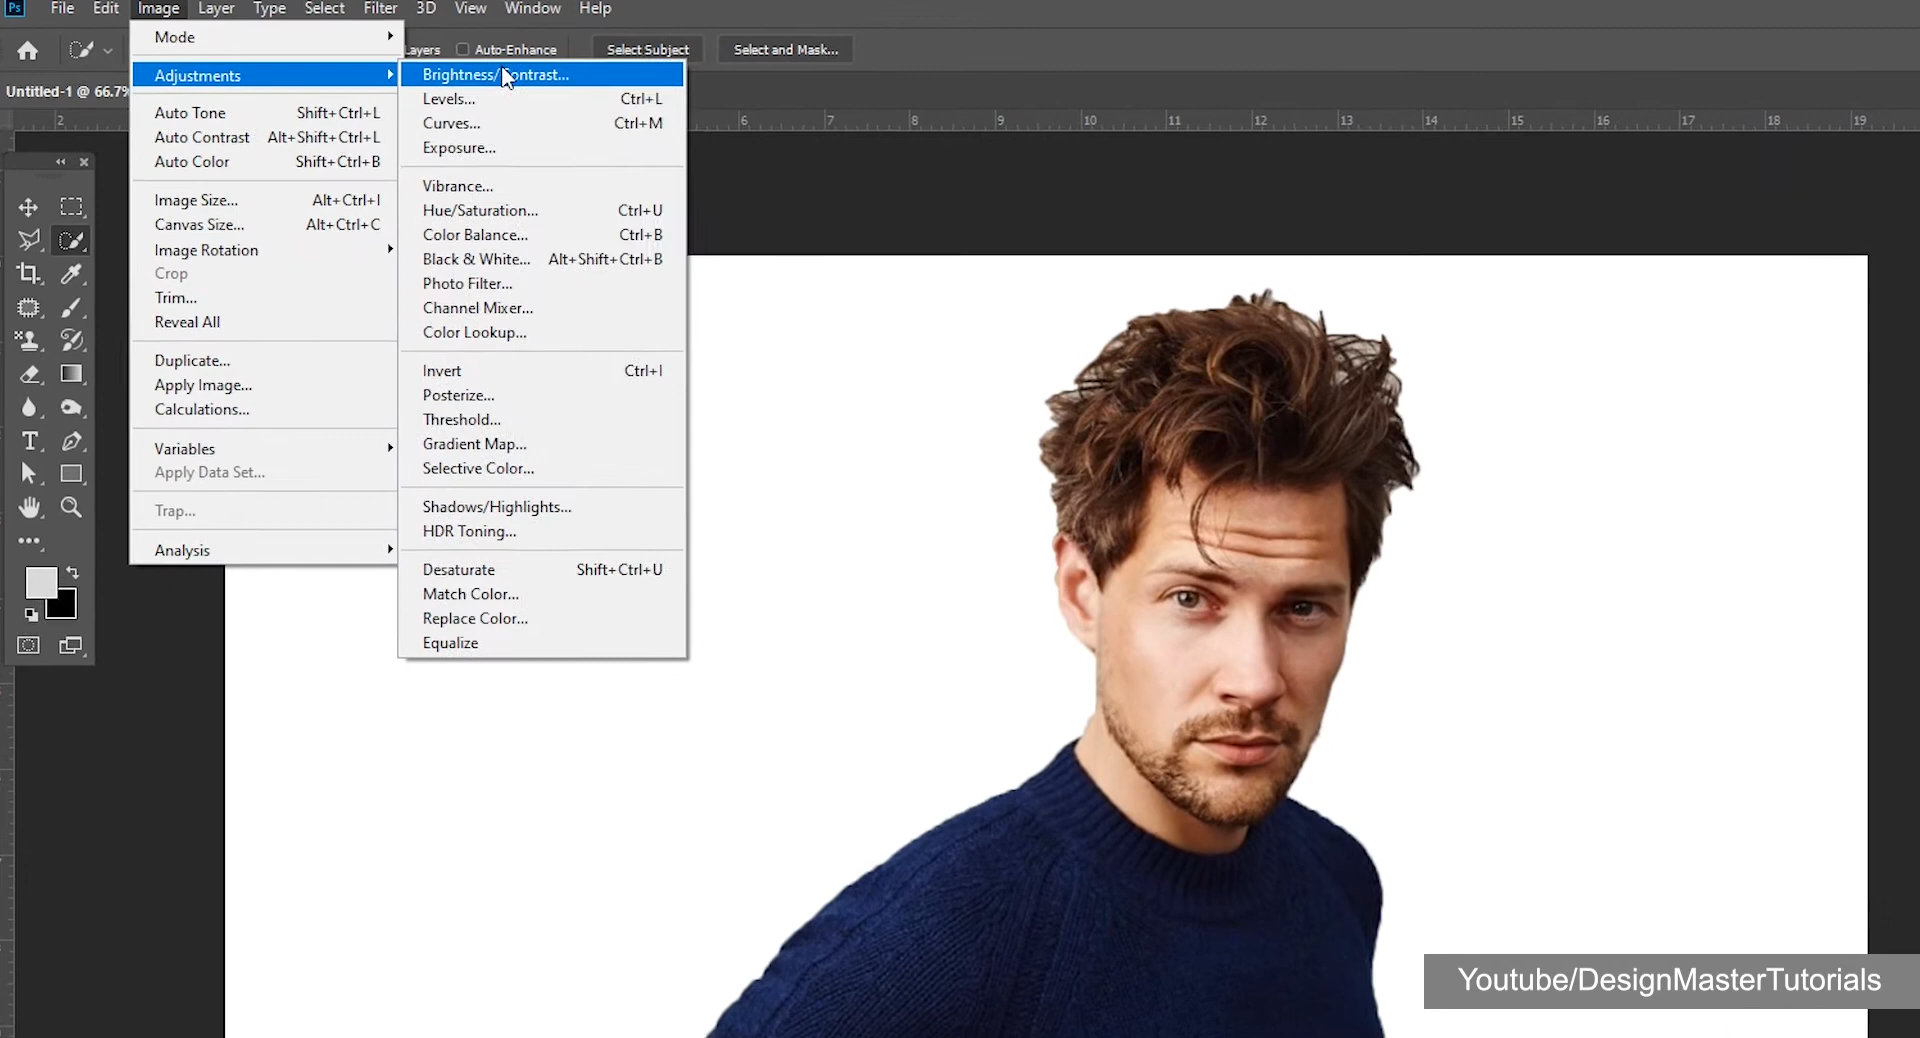 Ps File Edit Image Layer Type Select Filter 3D View Window Help
Layers Auto-Enhance Select Subject Select and Mask...
Untitled-1 @ 66.7%
2 6 7 8 9 10 11 12 13 14 15 16 17 18 19
Mode
Adjustments
Auto Tone Shift+Ctrl+L
Auto Contrast Alt+Shift+Ctrl+L
Auto Color Shift+Ctrl+B
Image Size... Alt+Ctrl+I
Canvas Size... Alt+Ctrl+C
Image Rotation
Crop
Trim...
Reveal All
Duplicate...
Apply Image...
Calculations...
Variables
Apply Data Set...
Trap...
Analysis
Brightness/Contrast...
Levels... Ctrl+L
Curves... Ctrl+M
Exposure...
Vibrance...
Hue/Saturation... Ctrl+U
Color Balance... Ctrl+B
Black & White... Alt+Shift+Ctrl+B
Photo Filter...
Channel Mixer...
Color Lookup...
Invert Ctrl+I
Posterize...
Threshold...
Gradient Map...
Selective Color...
Shadows/Highlights...
HDR Toning...
Desaturate Shift+Ctrl+U
Match Color...
Replace Color...
Equalize
Youtube/DesignMasterTutorials